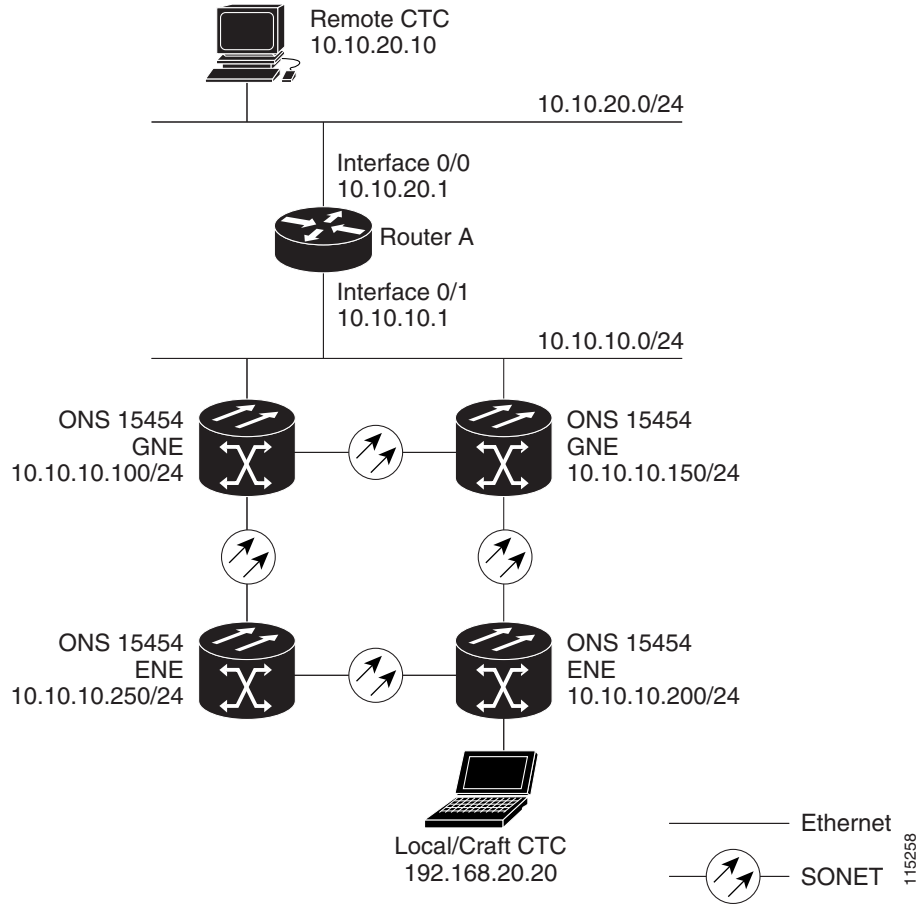 Remote CTC
10.10.20.10
10.10.20.0/24
Interface 0/0
10.10.20.1
Router A
Interface 0/1
10.10.10.1
10.10.10.0/24
ONS 15454
GNE
10.10.10.100/24
ONS 15454
GNE
10.10.10.150/24
ONS 15454
ENE
10.10.10.250/24
ONS 15454
ENE
10.10.10.200/24
Local/Craft CTC
192.168.20.20
Ethernet
SONET
115258